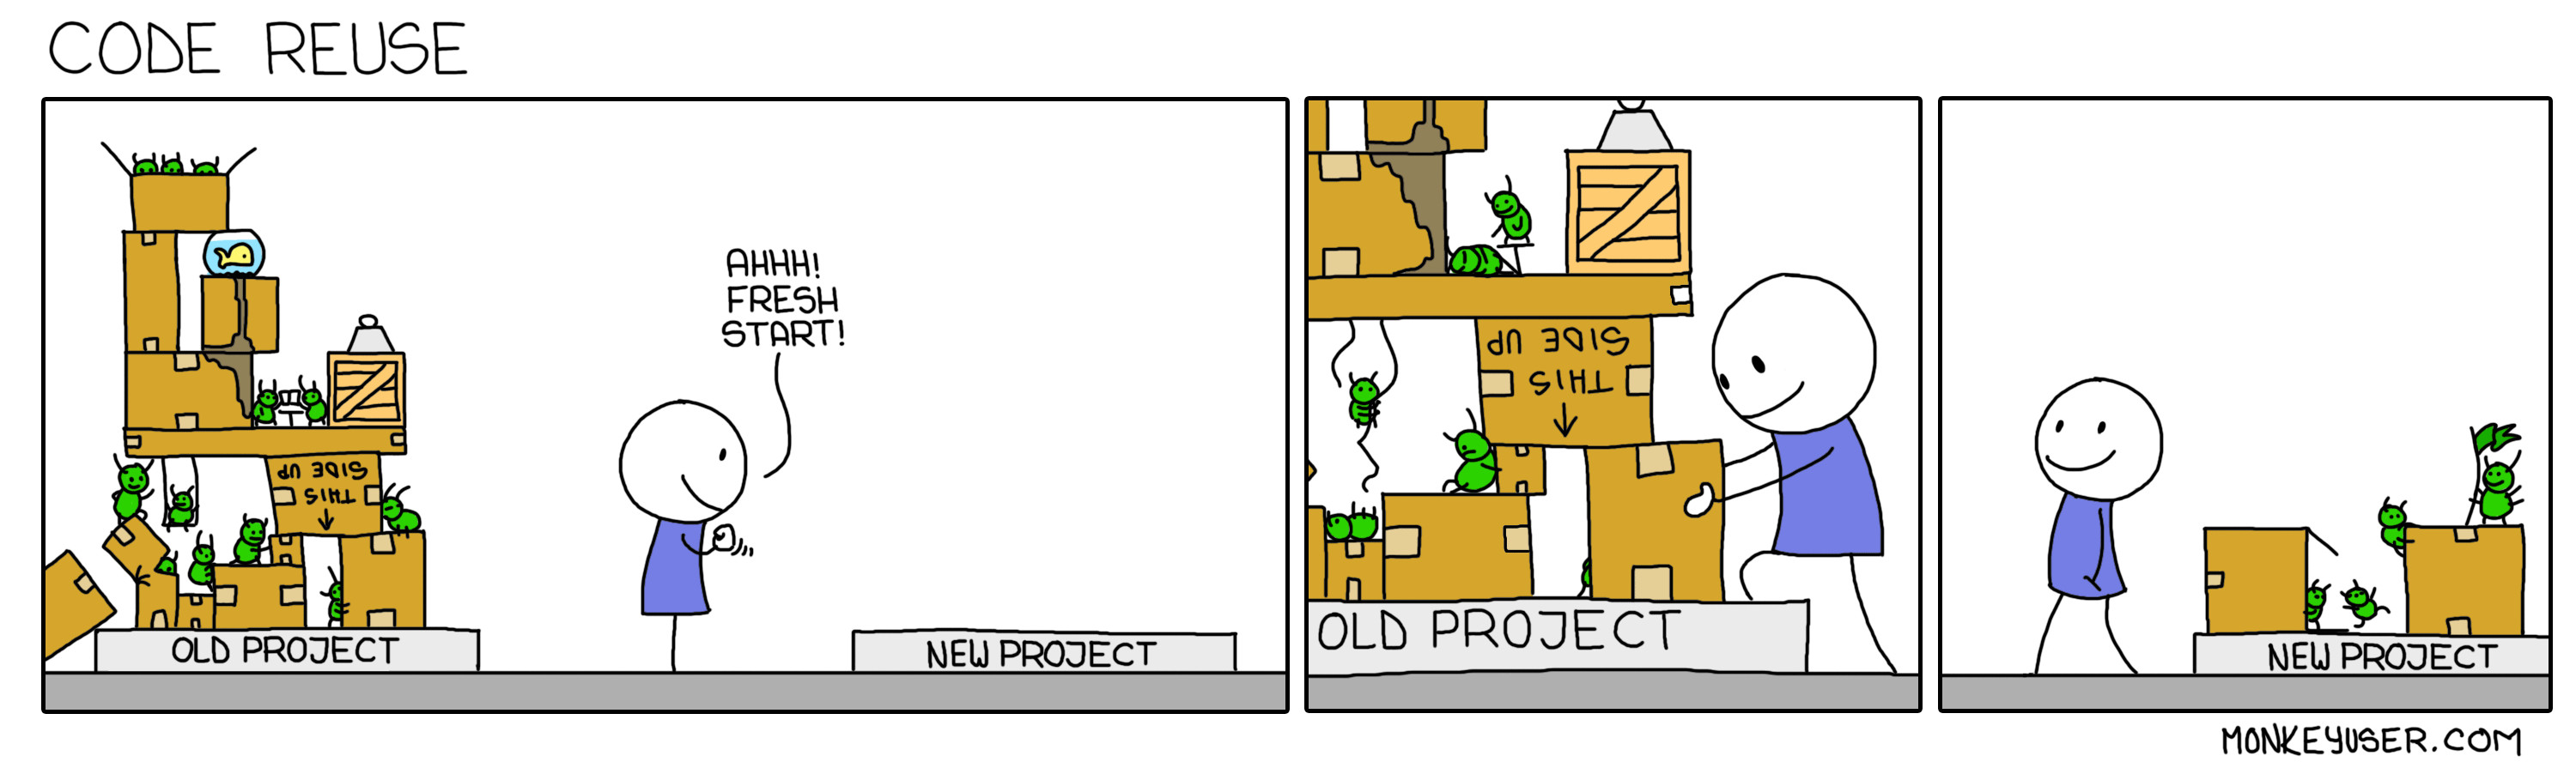 CODE REUSE
AHHH!
FRESH
START!
THIS
SIDE UP
OLD PROJECT
NEW PROJECT
THIS
SIDE UP
OLD PROJECT
NEW PROJECT
MONKEYUSER.COM